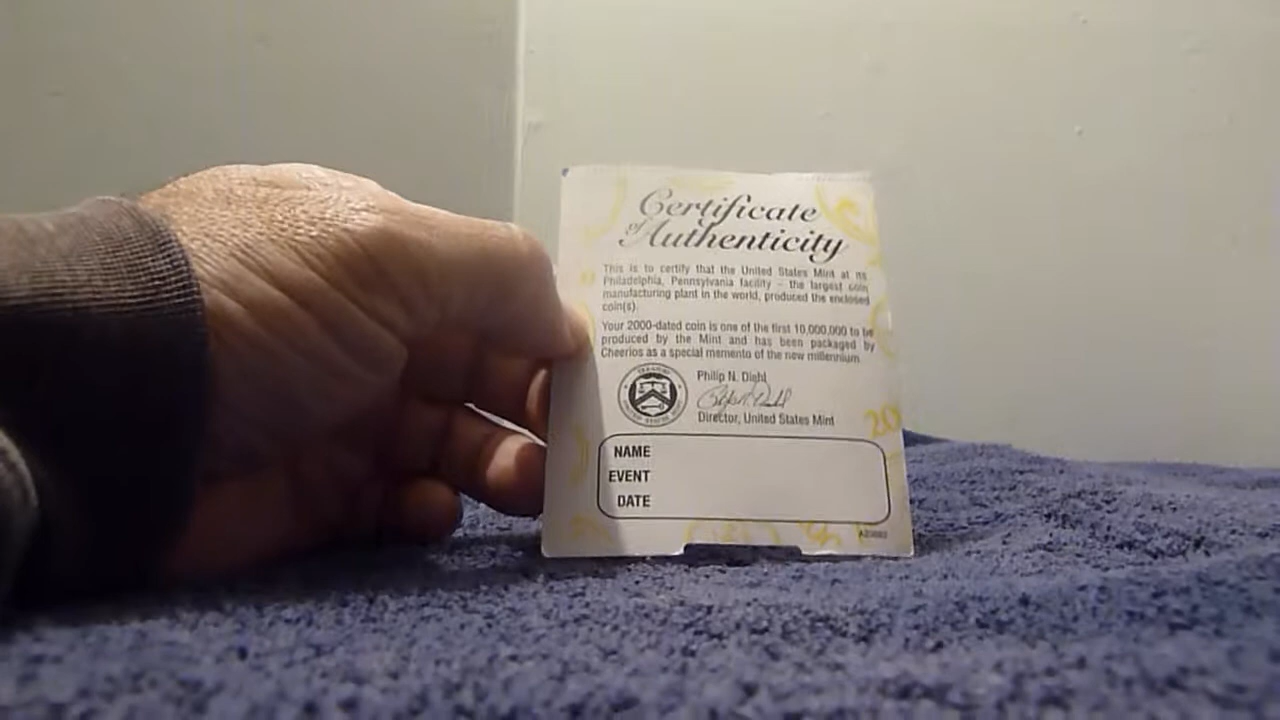 Certificate
of Authenticity
This is to certify that the United States Mint at its
Philadelphia, Pennsylvania facility – the largest coin
manufacturing plant in the world, produced the enclosed
coin(s).
Your 2000-dated coin is one of the first 10,000,000 to be
produced by the Mint and has been packaged by
Cheerios as a special memento of the new millennium.
Philip N. Diehl
Director, United States Mint
20
NAME
EVENT
DATE